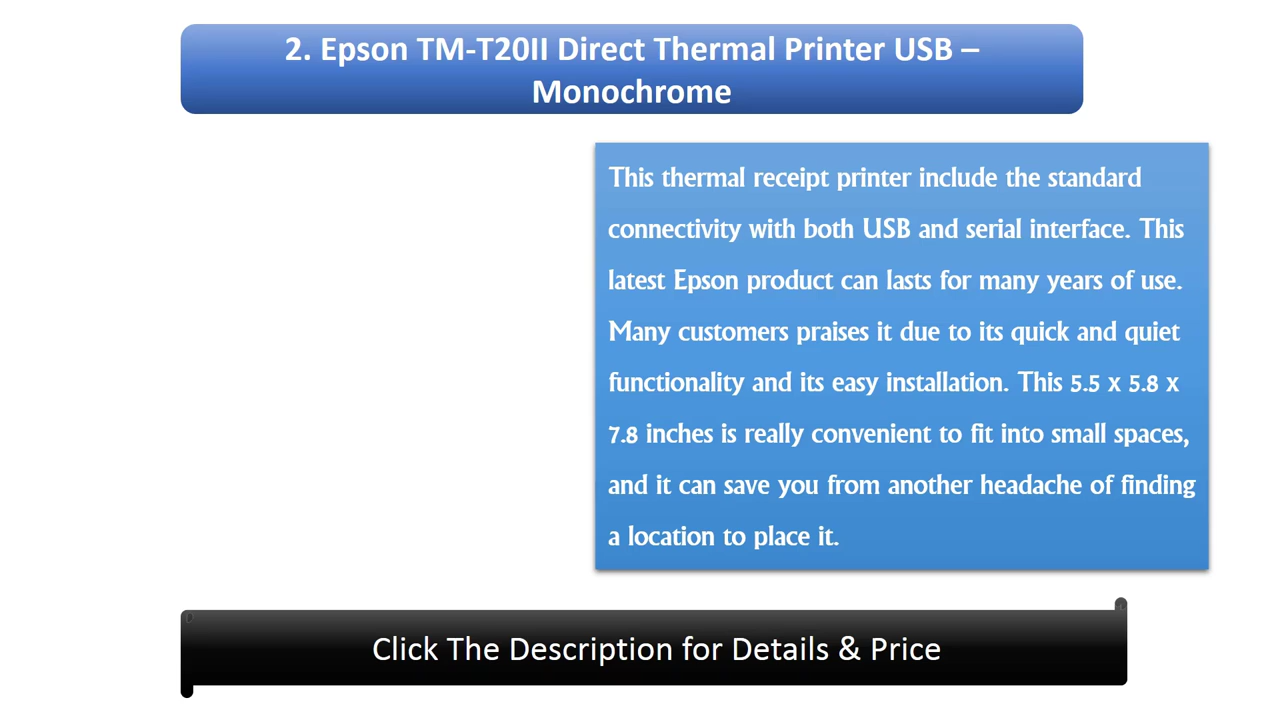 2. Epson TM-T20II Direct Thermal Printer USB –
Monochrome
This thermal receipt printer include the standard
connectivity with both USB and serial interface. This
latest Epson product can lasts for many years of use.
Many customers praises it due to its quick and quiet
functionality and its easy installation. This 5.5 x 5.8 x
7.8 inches is really convenient to fit into small spaces,
and it can save you from another headache of finding
a location to place it.
Click The Description for Details & Price